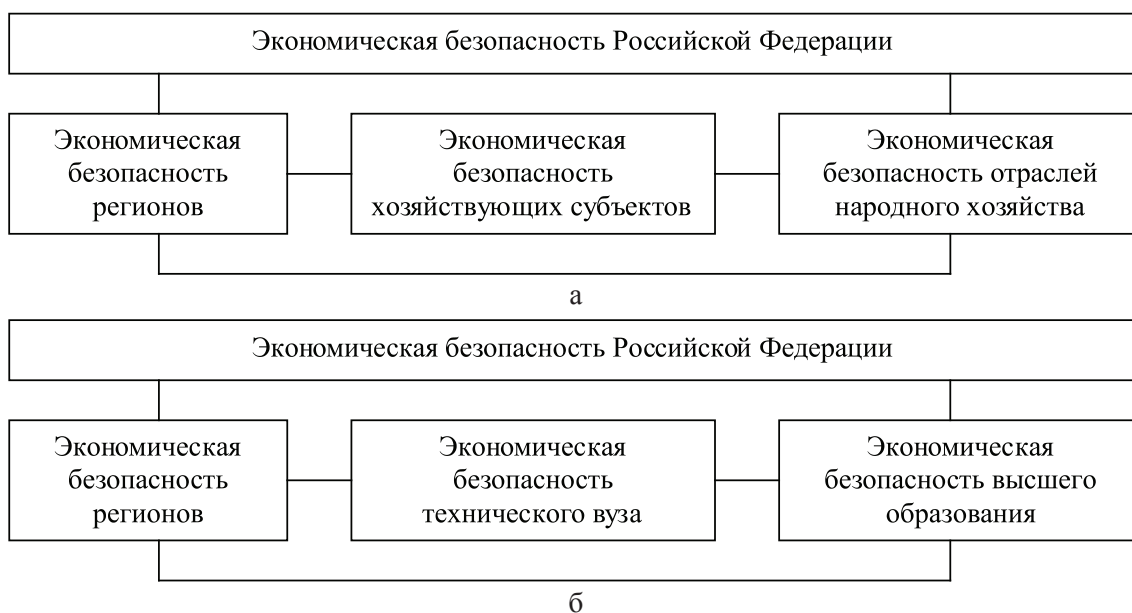 Экономическая безопасность Российской Федерации
Экономическая
безопасность
регионов
Экономическая
безопасность
хозяйствующих субъектов
Экономическая
безопасность отраслей
народного хозяйства
а
Экономическая безопасность Российской Федерации
Экономическая
безопасность
регионов
Экономическая
безопасность
технического вуза
Экономическая
безопасность высшего
образования
б